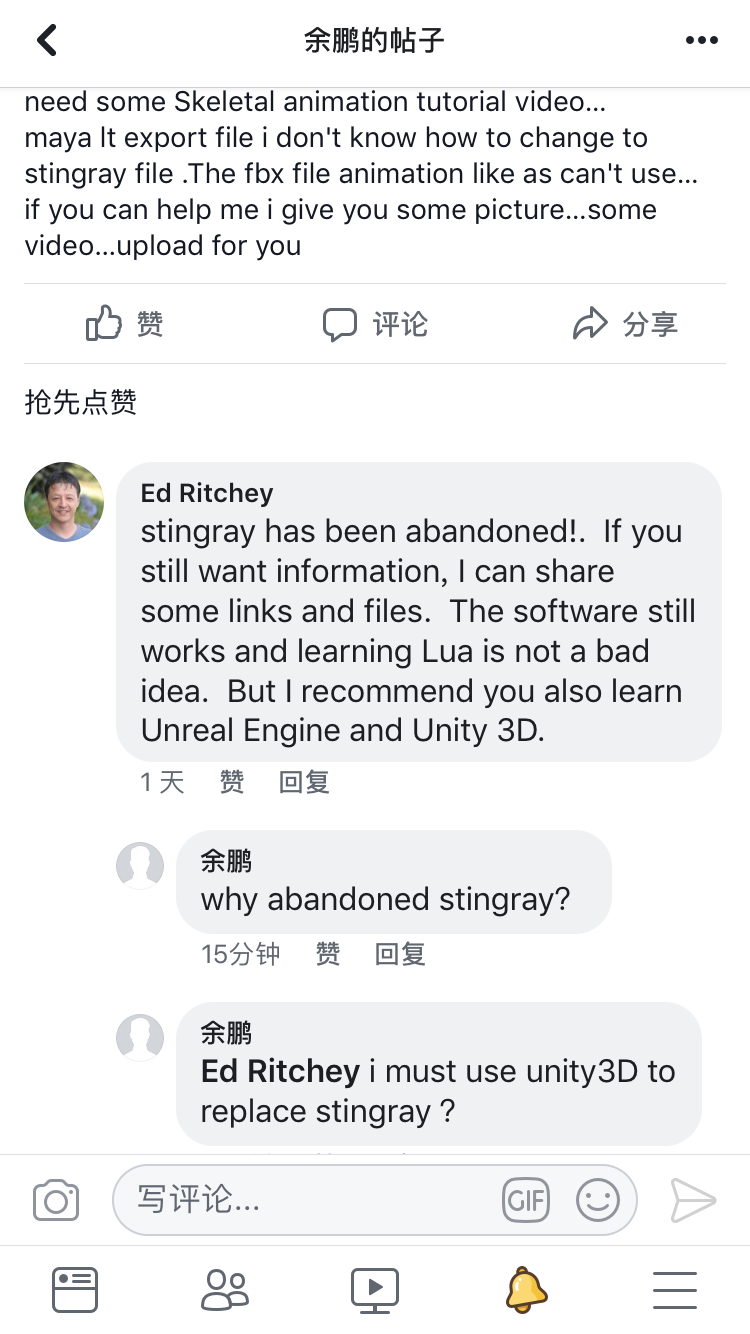 余鹏的帖子
need some Skeletal animation tutorial video...
maya lt export file i don't know how to change to
stingray file .The fbx file animation like as can't use...
if you can help me i give you some picture...some
video...upload for you
赞 评论 分享
抢先点赞
Ed Ritchey
stingray has been abandoned!.  If you
still want information, I can share
some links and files.  The software still
works and learning Lua is not a bad
idea.  But I recommend you also learn
Unreal Engine and Unity 3D.
1 天 赞 回复
余鹏
why abandoned stingray?
15分钟 赞 回复
余鹏
Ed Ritchey i must use unity3D to
replace stingray ?
写评论... GIF